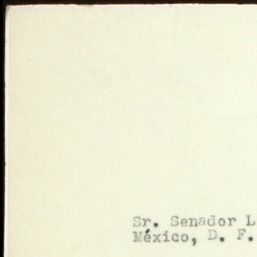 Sr. Senador L
México, D. F.